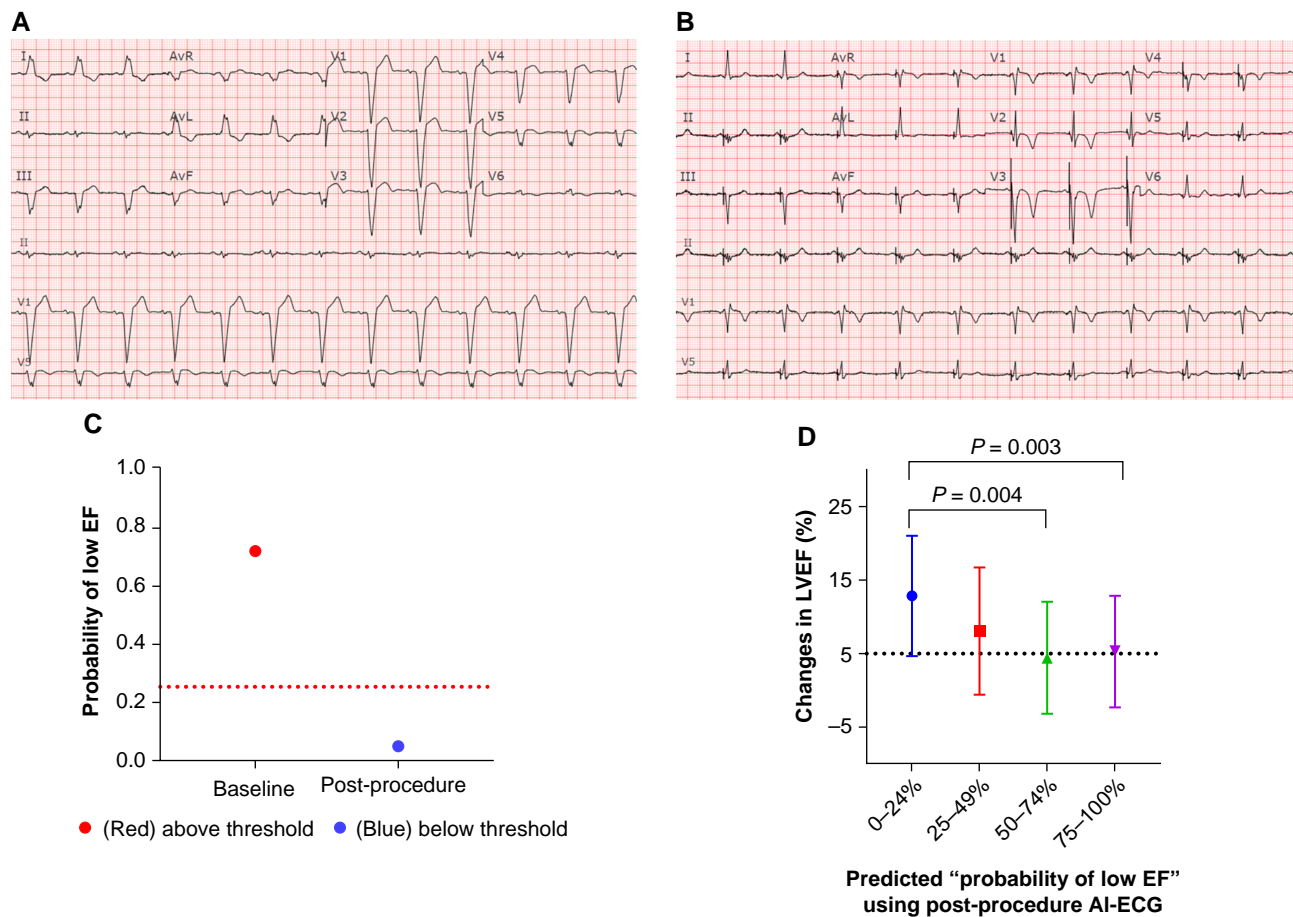 A
I AvR V1 V4
II AvL V2 V5
III AvF V3 V6
II
V1
V5
B
I AvR V1 V4
II AvL V2 V5
III AvF V3 V6
II
V1
V5
C
Probability of low EF
1.0
0.8
0.6
0.4
0.2
0.0
Baseline Post-procedure
(Red) above threshold (Blue) below threshold
D
P = 0.003
P = 0.004
Changes in LVEF (%)
25
15
5
–5
0–24%
25–49%
50–74%
75–100%
Predicted “probability of low EF”
using post-procedure AI-ECG